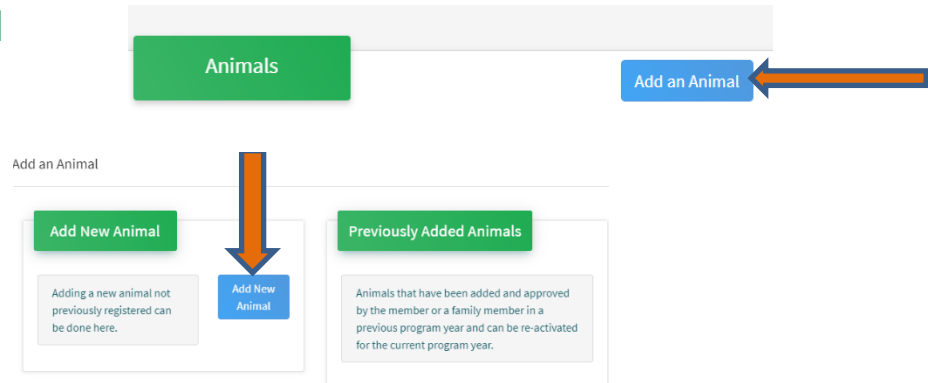 Animals
Add an Animal
Add an Animal
Add New Animal
Adding a new animal not
previously registered can
be done here.
Add New
Animal
Previously Added Animals
Animals that have been added and approved
by the member or a family member in a
previous program year and can be re-activated
for the current program year.